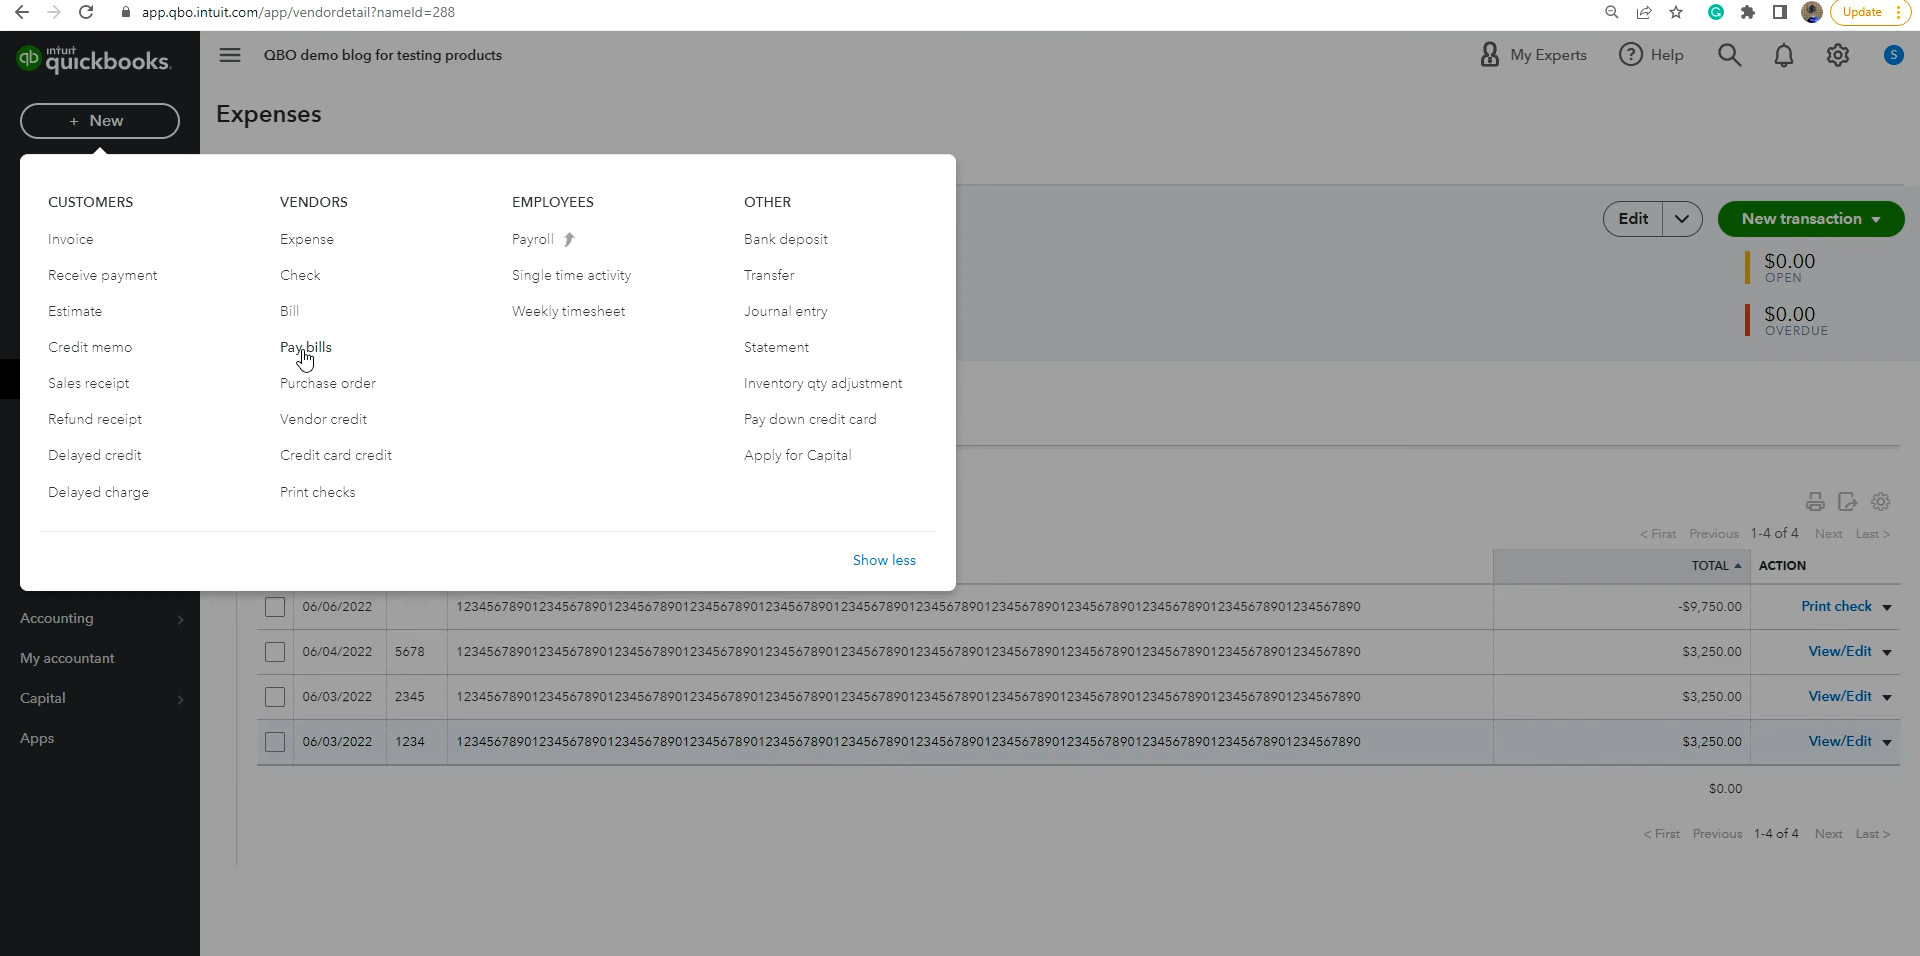 app.qbo.intuit.com/app/vendordetail?nameId=288
Update
qb intuit quickbooks.
QBO demo blog for testing products
My Experts
? Help
S
+ New
Expenses
CUSTOMERS VENDORS EMPLOYEES OTHER
Invoice Expense Payroll Bank deposit
Receive payment Check Single time activity Transfer
Estimate Bill Weekly timesheet Journal entry
Credit memo Pay bills Statement
Sales receipt Purchase order Inventory qty adjustment
Refund receipt Vendor credit Pay down credit card
Delayed credit Credit card credit Apply for Capital
Delayed charge Print checks
Show less
Edit New transaction
$0.00
OPEN
$0.00
OVERDUE
< First Previous 1-4 of 4 Next Last >
TOTAL ACTION
06/06/2022 1234567890123456789012345678901234567890123456789012345678901234567890123456789012345678901234567890 -$9,750.00 Print check
06/04/2022 5678 1234567890123456789012345678901234567890123456789012345678901234567890123456789012345678901234567890 $3,250.00 View/Edit
06/03/2022 2345 1234567890123456789012345678901234567890123456789012345678901234567890123456789012345678901234567890 $3,250.00 View/Edit
06/03/2022 1234 1234567890123456789012345678901234567890123456789012345678901234567890123456789012345678901234567890 $3,250.00 View/Edit
$0.00
< First Previous 1-4 of 4 Next Last >
Accounting
My accountant
Capital
Apps